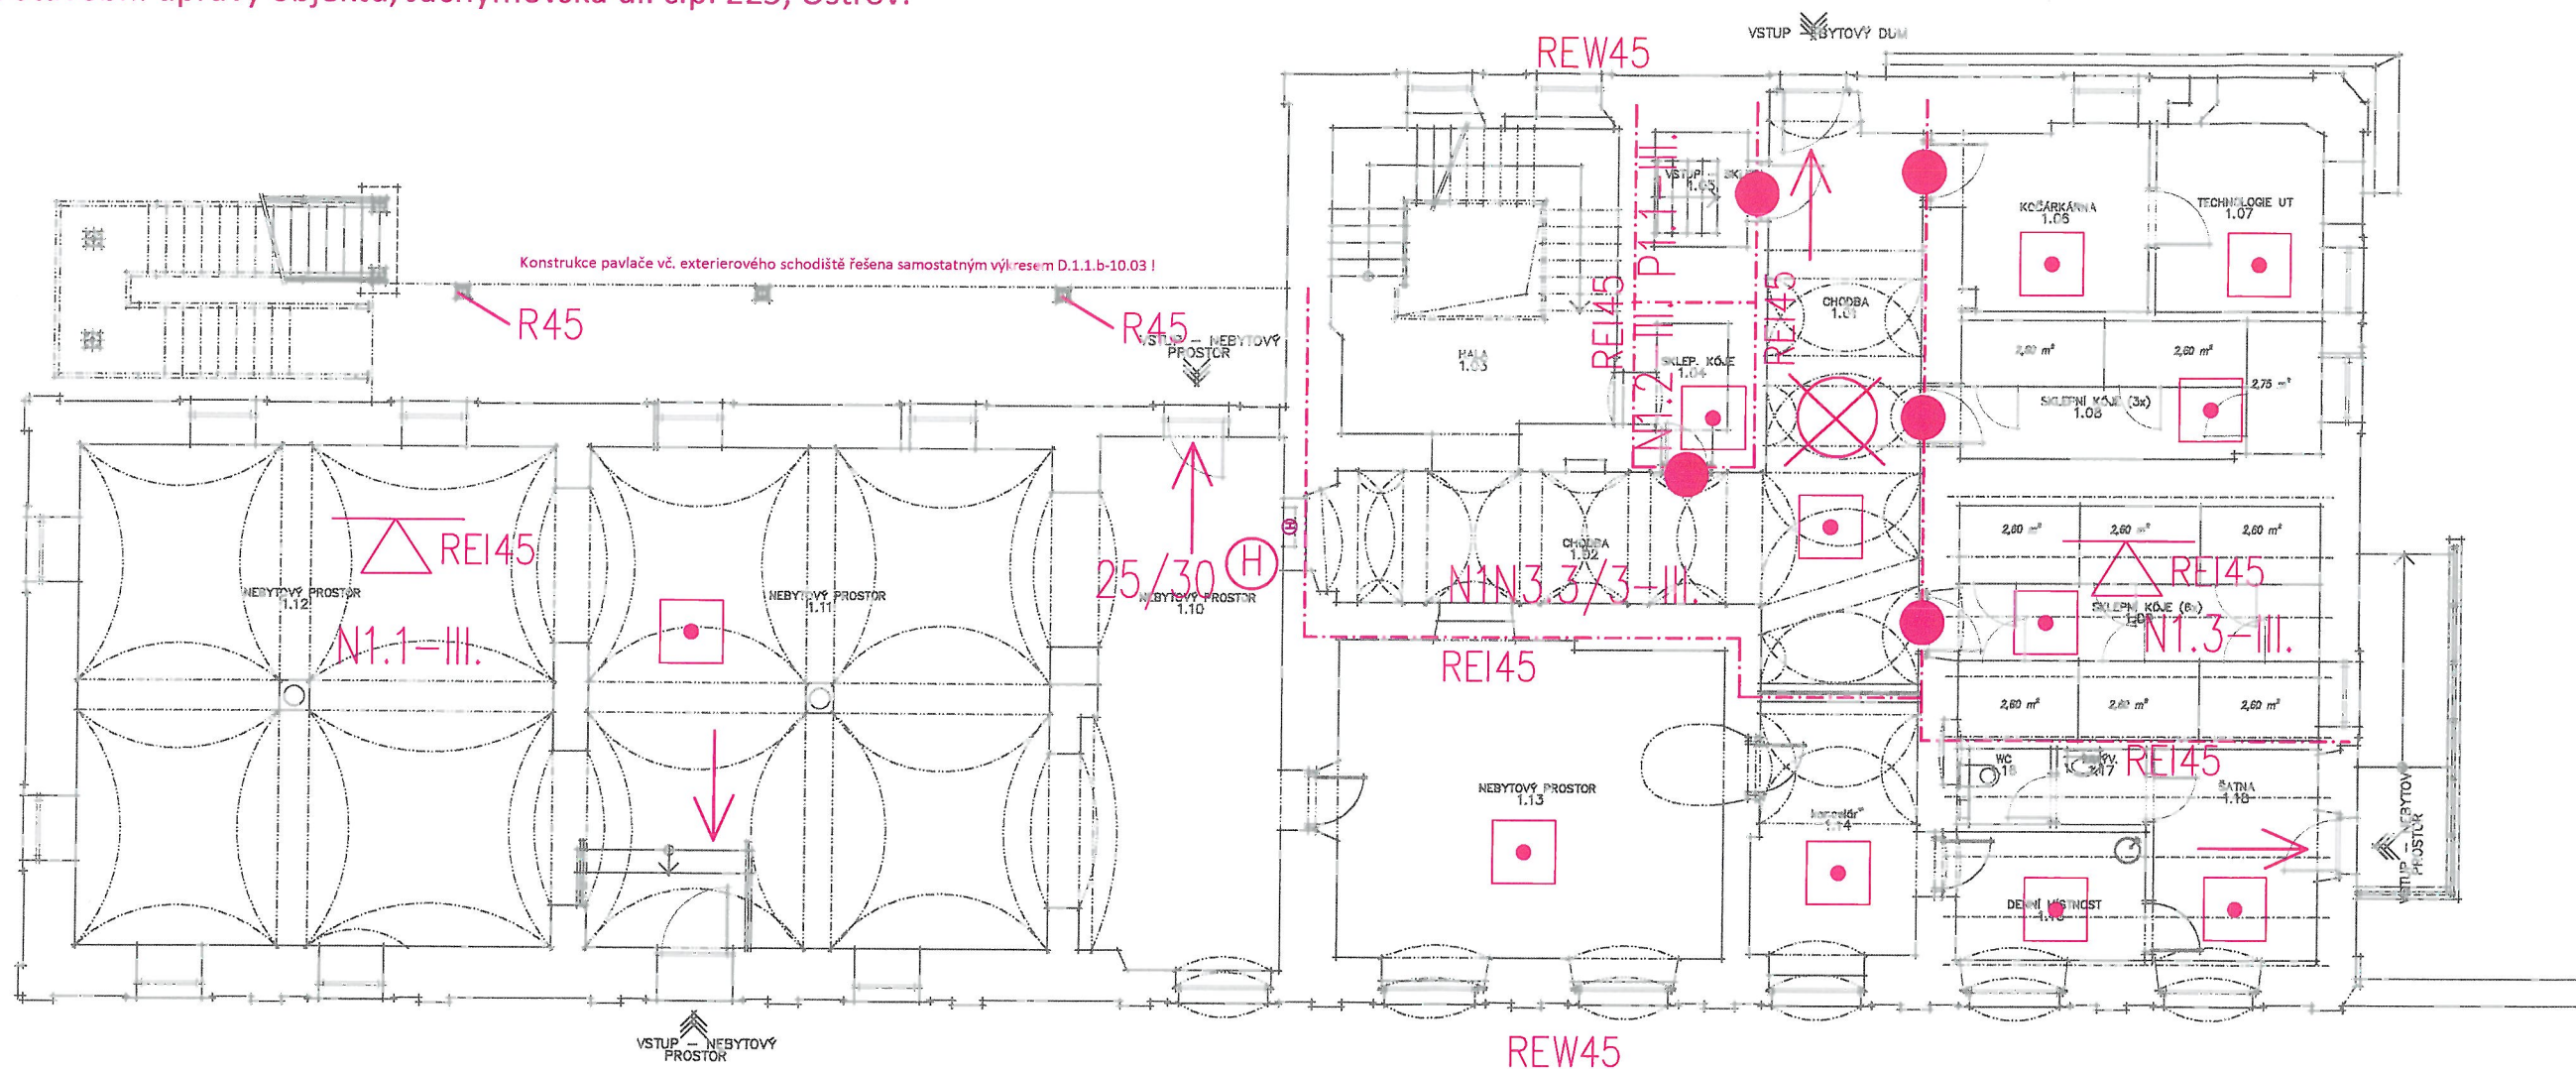 VSTUP
REW45
VSTUP - SKLEP
1.05
KOČÁRKÁRNA
1.06
TECHNOLOGIE UT
1.07
Konstrukce pavlače vč. exterierového schodiště řešena samostatným výkresem D.1.1.b-10.03 !
R45
R45
VSTUP - NEBYTOVÝ
PROSTOR
HALA
1.03
REI45
N1.2-III.
P1.1-III.
REI45
SKLEP. KÓJE
1.04
CHODBA
1.01
2,60 m²
2,60 m²
2,75 m²
SKLEPNÍ KÓJE (3x)
1.08
REI45
NEBYTOVÝ PROSTOR
1.12
N1.1-III.
NEBYTOVÝ PROSTOR
1.11
25/30
H
H
NEBYTOVÝ PROSTOR
1.10
CHODBA
1.02
N1N3.3/3-III.
2,60 m²
2,60 m²
2,60 m²
REI45
SKLEPNÍ KÓJE (6x)
N1.3-III.
REI45
2,60 m²
2,60 m²
2,60 m²
REI45
WC
ŠATNA
1.18
NEBYTOVÝ PROSTOR
1.13
kancelář
1.14
DENNÍ MÍSTNOST
VSTUP - NEBYTOV
PROSTOR
VSTUP - NEBYTOVÝ
PROSTOR
REW45